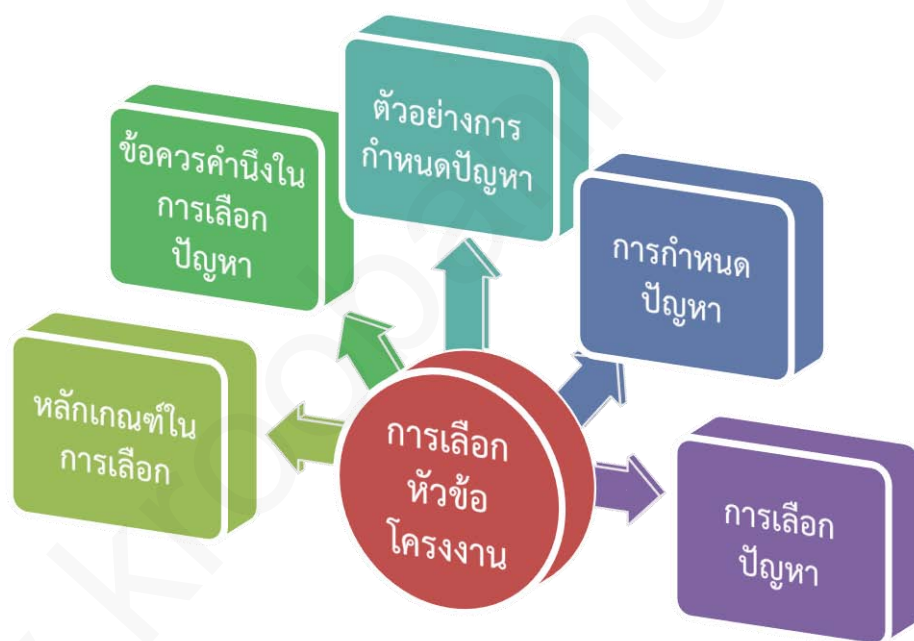 ตัวอย่างการ
กำหนดปัญหา
ข้อควรคำนึงใน
การเลือก
ปัญหา
การกำหนด
ปัญหา
หลักเกณฑ์ใน
การเลือก
การเลือก
หัวข้อ
โครงงาน
การเลือก
ปัญหา